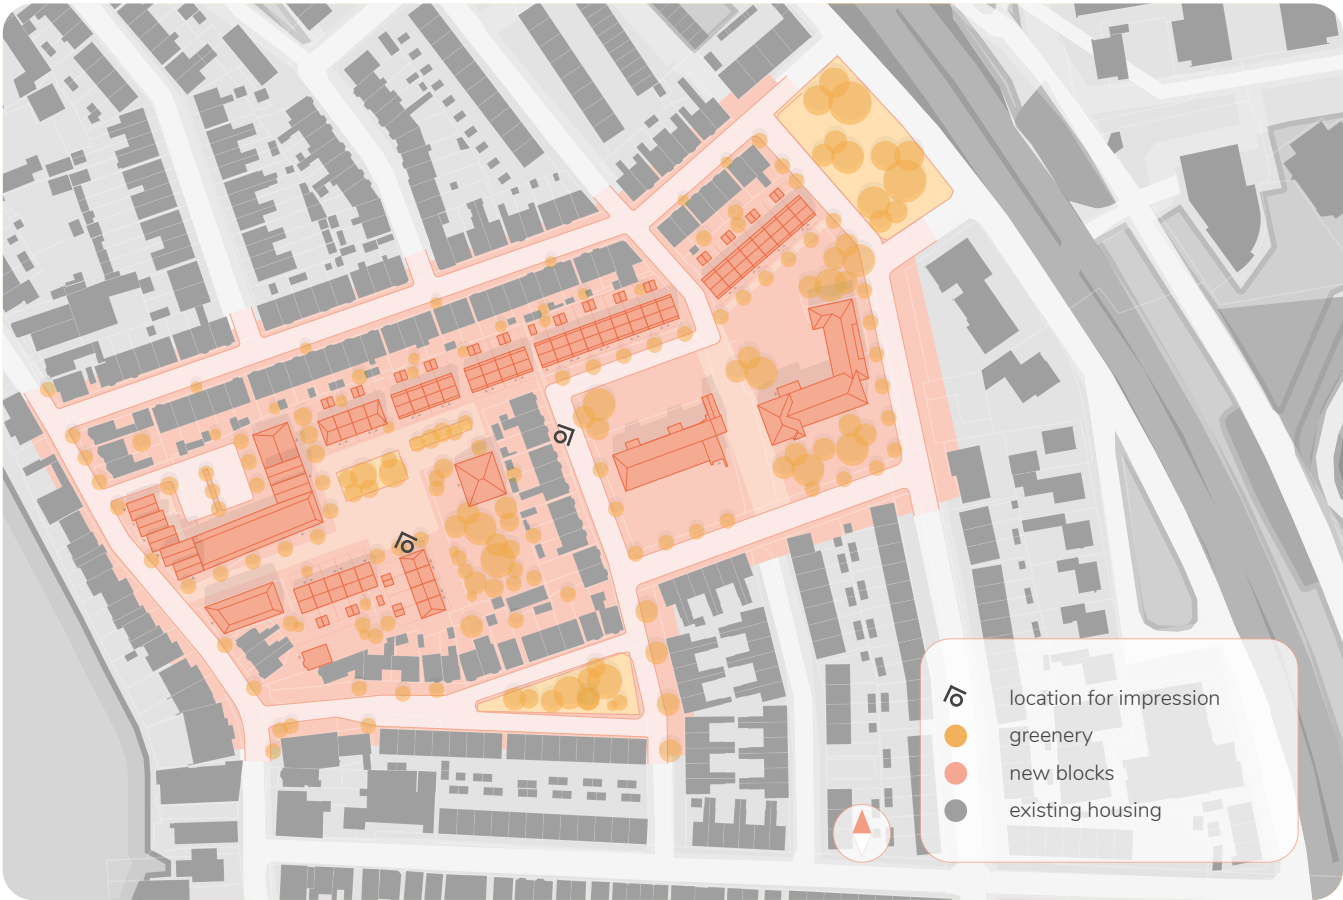 location for impression
greenery
new blocks
existing housing